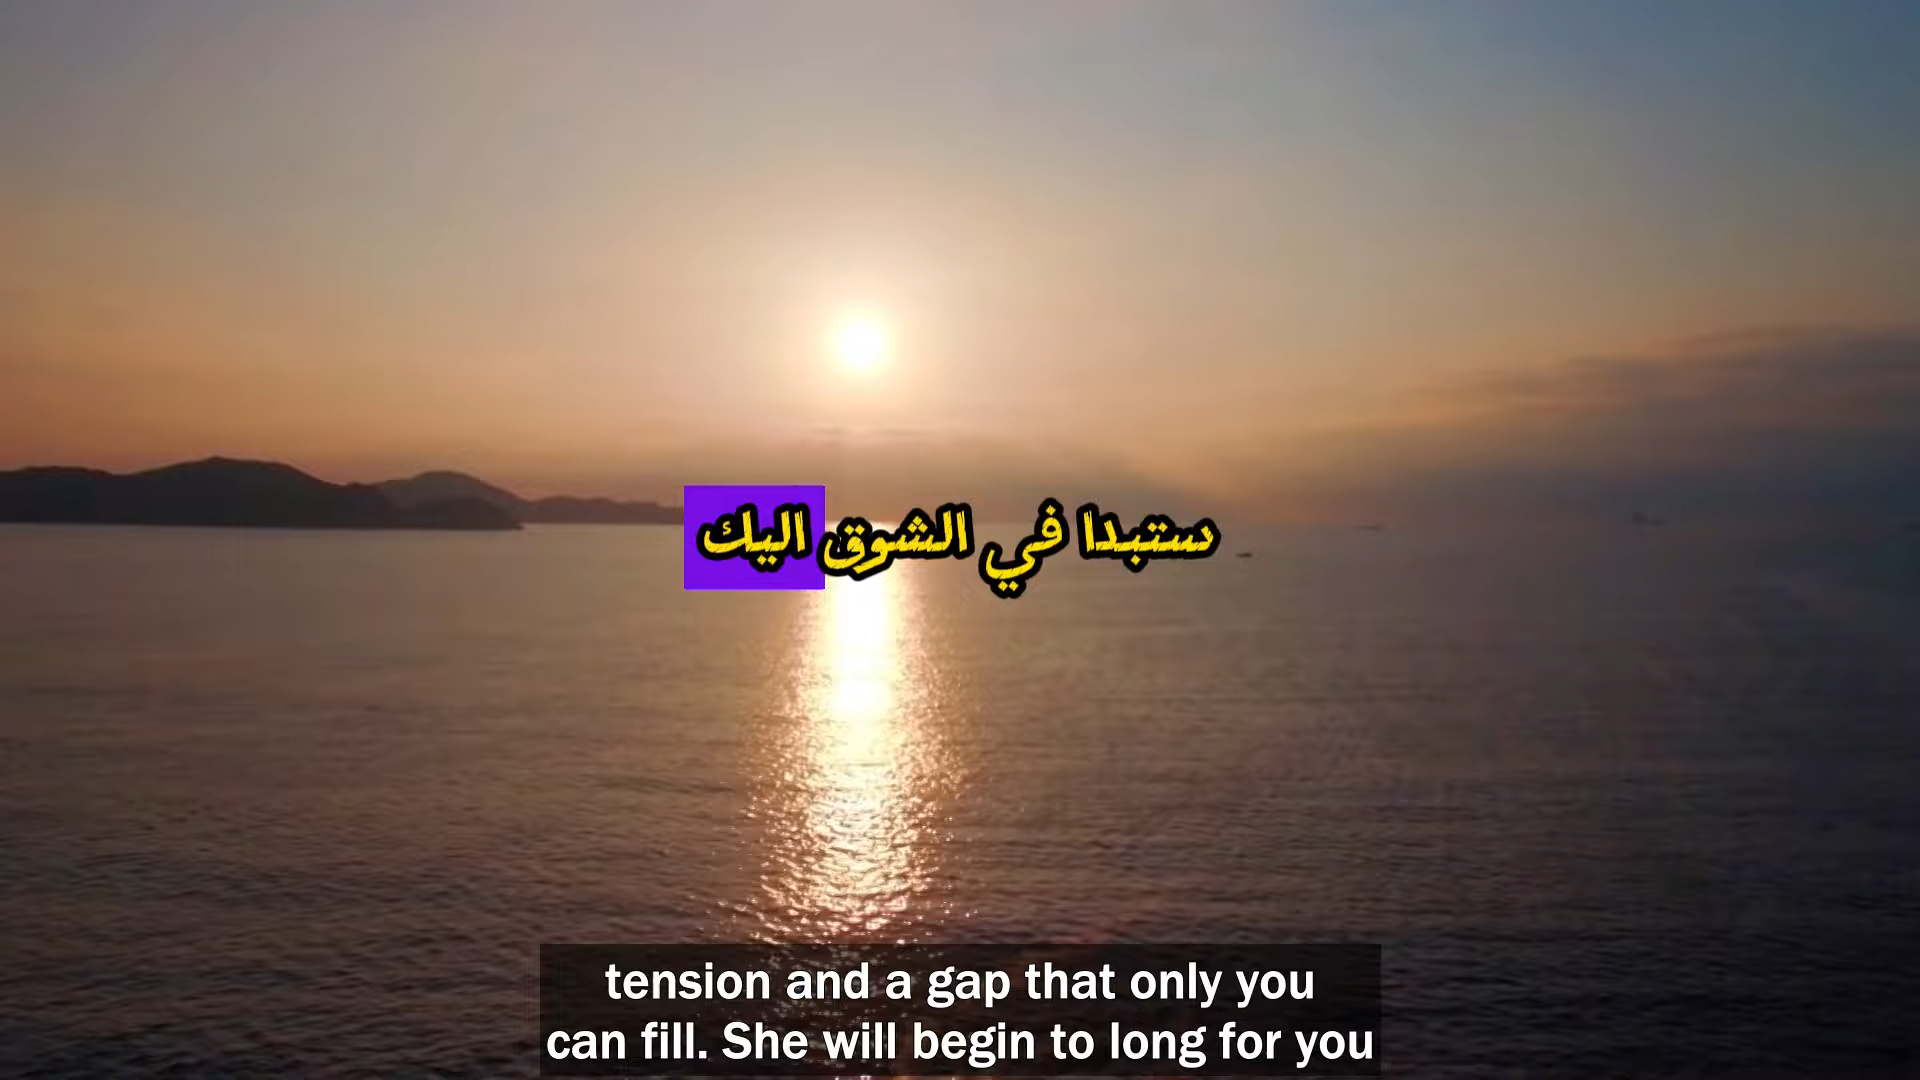 ستبدا في الشوق اليك
tension and a gap that only you
can fill. She will begin to long for you